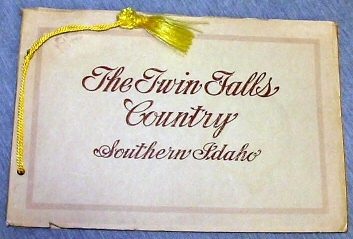 The Twin Falls
Country
Southern Idaho